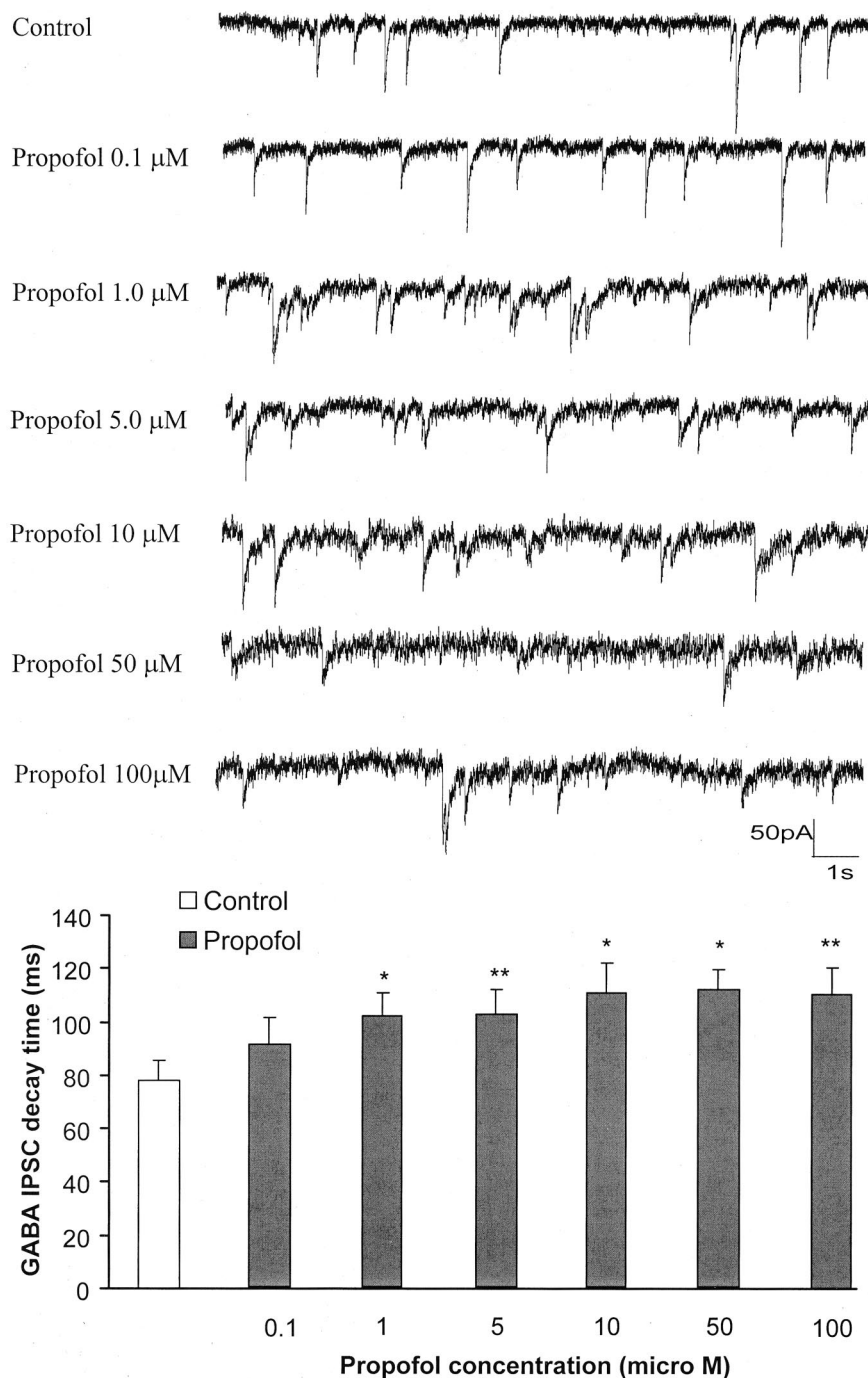 Control
Propofol 0.1 μM
Propofol 1.0 μM
Propofol 5.0 μM
Propofol 10 μM
Propofol 50 μM
Propofol 100μM
50pA
1s
Control
Propofol
GABA IPSC decay time (ms)
140
120
100
80
60
40
20
0
* ** * * **
0.1 1 5 10 50 100
Propofol concentration (micro M)